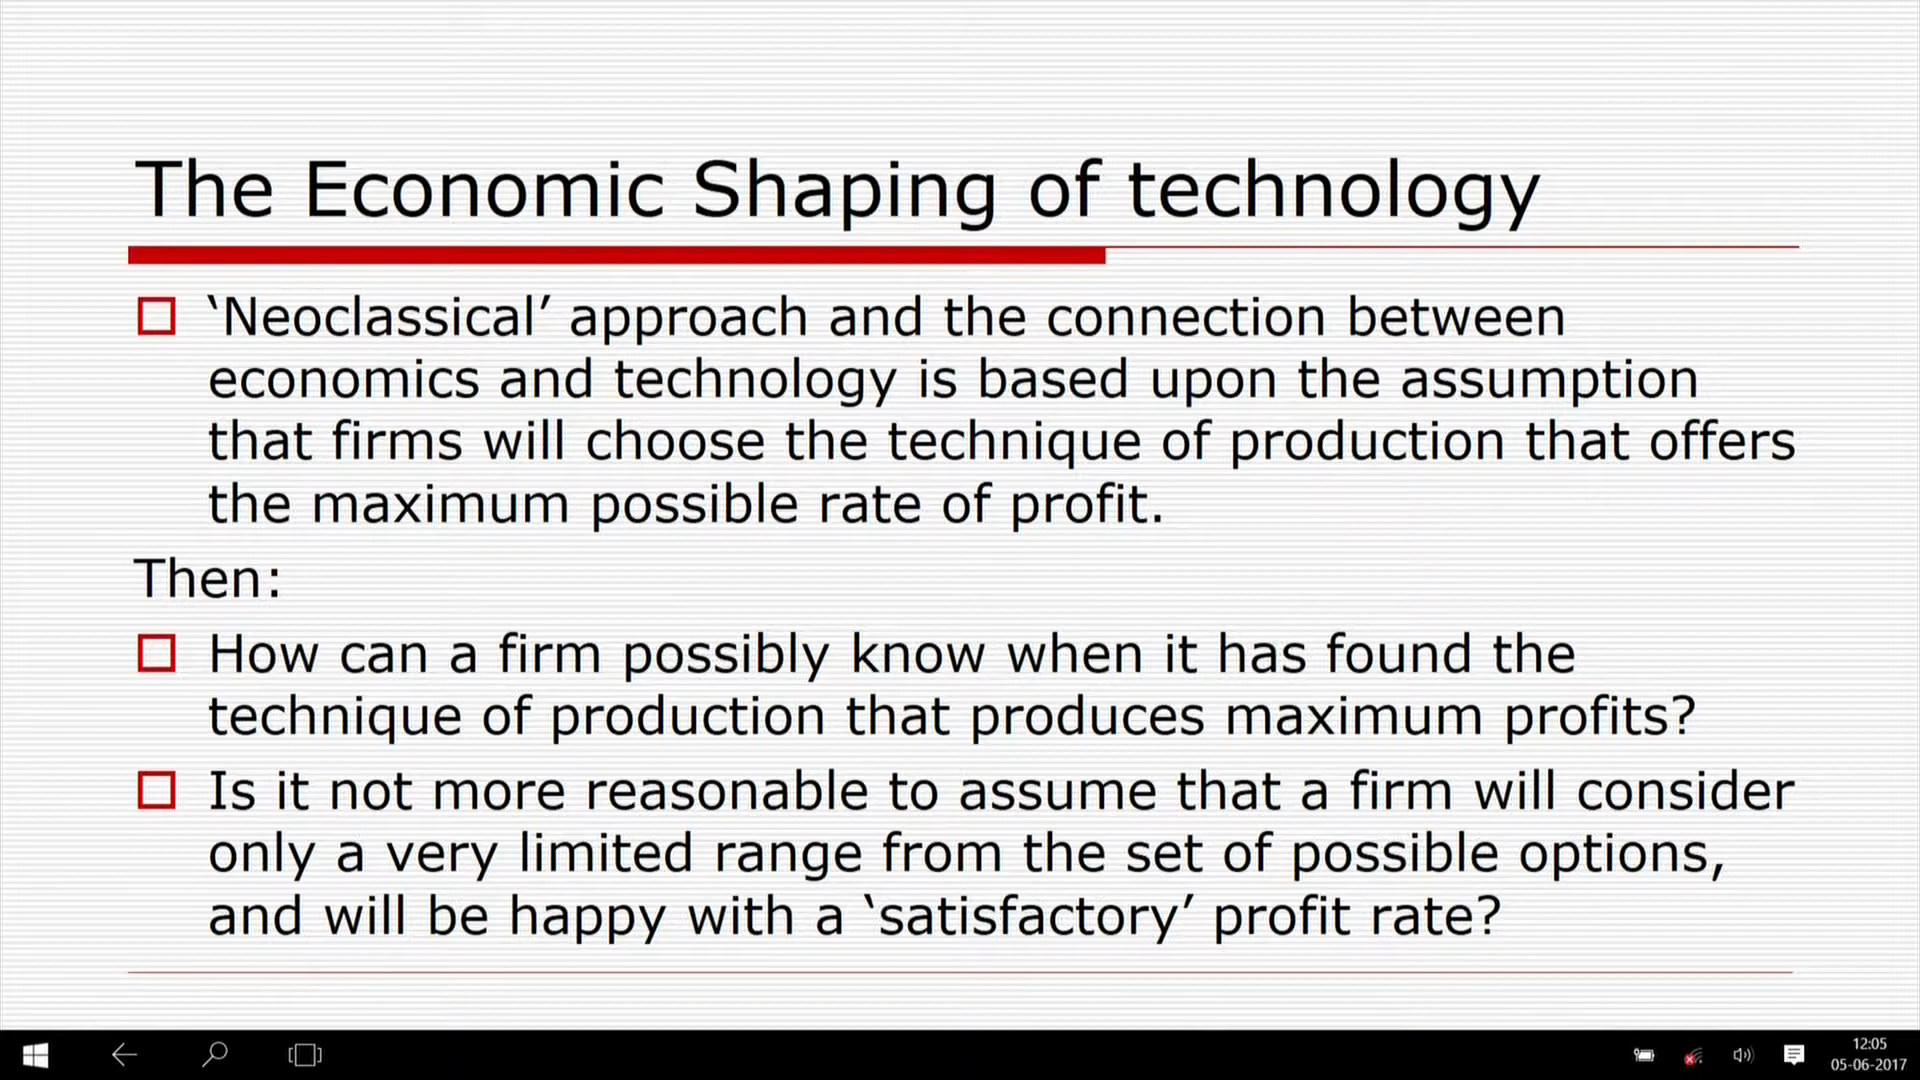 The Economic Shaping of technology
‘Neoclassical’ approach and the connection between
economics and technology is based upon the assumption
that firms will choose the technique of production that offers
the maximum possible rate of profit.
Then:
How can a firm possibly know when it has found the
technique of production that produces maximum profits?
Is it not more reasonable to assume that a firm will consider
only a very limited range from the set of possible options,
and will be happy with a ‘satisfactory’ profit rate?
12:05
05-06-2017